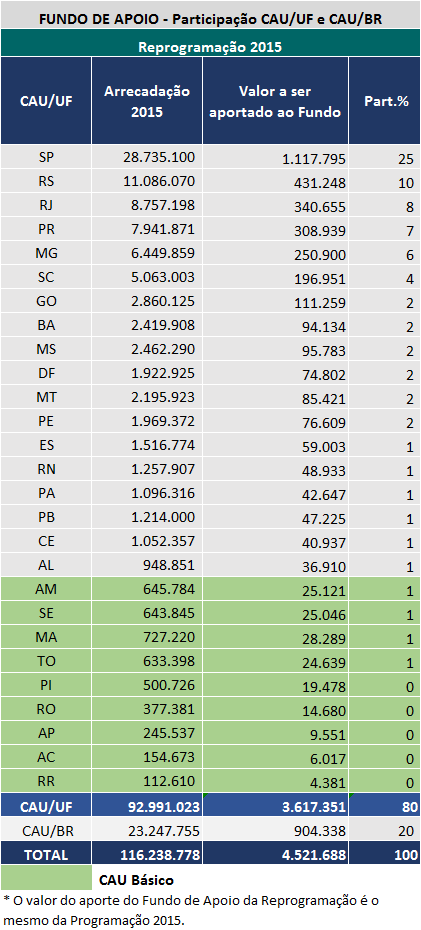 FUNDO DE APOIO - Participação CAU/UF e CAU/BR
Reprogramação 2015
CAU/UF Arrecadação 2015 Valor a ser aportado ao Fundo Part.%
SP 28.735.100 1.117.795 25
RS 11.086.070 431.248 10
RJ 8.757.198 340.655 8
PR 7.941.871 308.939 7
MG 6.449.859 250.900 6
SC 5.063.003 196.951 4
GO 2.860.125 111.259 2
BA 2.419.908 94.134 2
MS 2.462.290 95.783 2
DF 1.922.925 74.802 2
MT 2.195.923 85.421 2
PE 1.969.372 76.609 2
ES 1.516.774 59.003 1
RN 1.257.907 48.933 1
PA 1.096.316 42.647 1
PB 1.214.000 47.225 1
CE 1.052.357 40.937 1
AL 948.851 36.910 1
AM 645.784 25.121 1
SE 643.845 25.046 1
MA 727.220 28.289 1
TO 633.398 24.639 1
PI 500.726 19.478 0
RO 377.381 14.680 0
AP 245.537 9.551 0
AC 154.673 6.017 0
RR 112.610 4.381 0
CAU/UF 92.991.023 3.617.351 80
CAU/BR 23.247.755 904.338 20
TOTAL 116.238.778 4.521.688 100
CAU Básico
* O valor do aporte do Fundo de Apoio da Reprogramação é o
mesmo da Programação 2015.